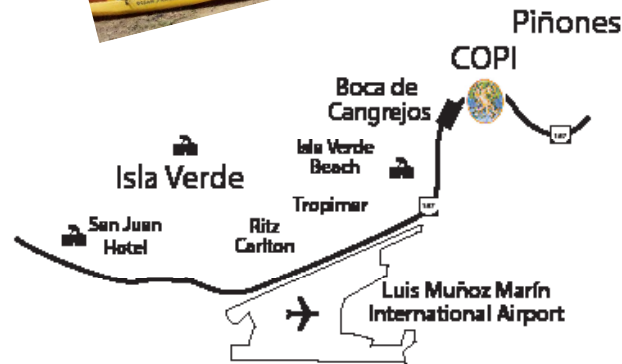 Piñones
COPI
Boca de
Cangrejos
187
Isla Verde
Beach
Isla Verde
Tropimar
187
San Juan
Hotel
Ritz
Carlton
Luis Muñoz Marín
International Airport